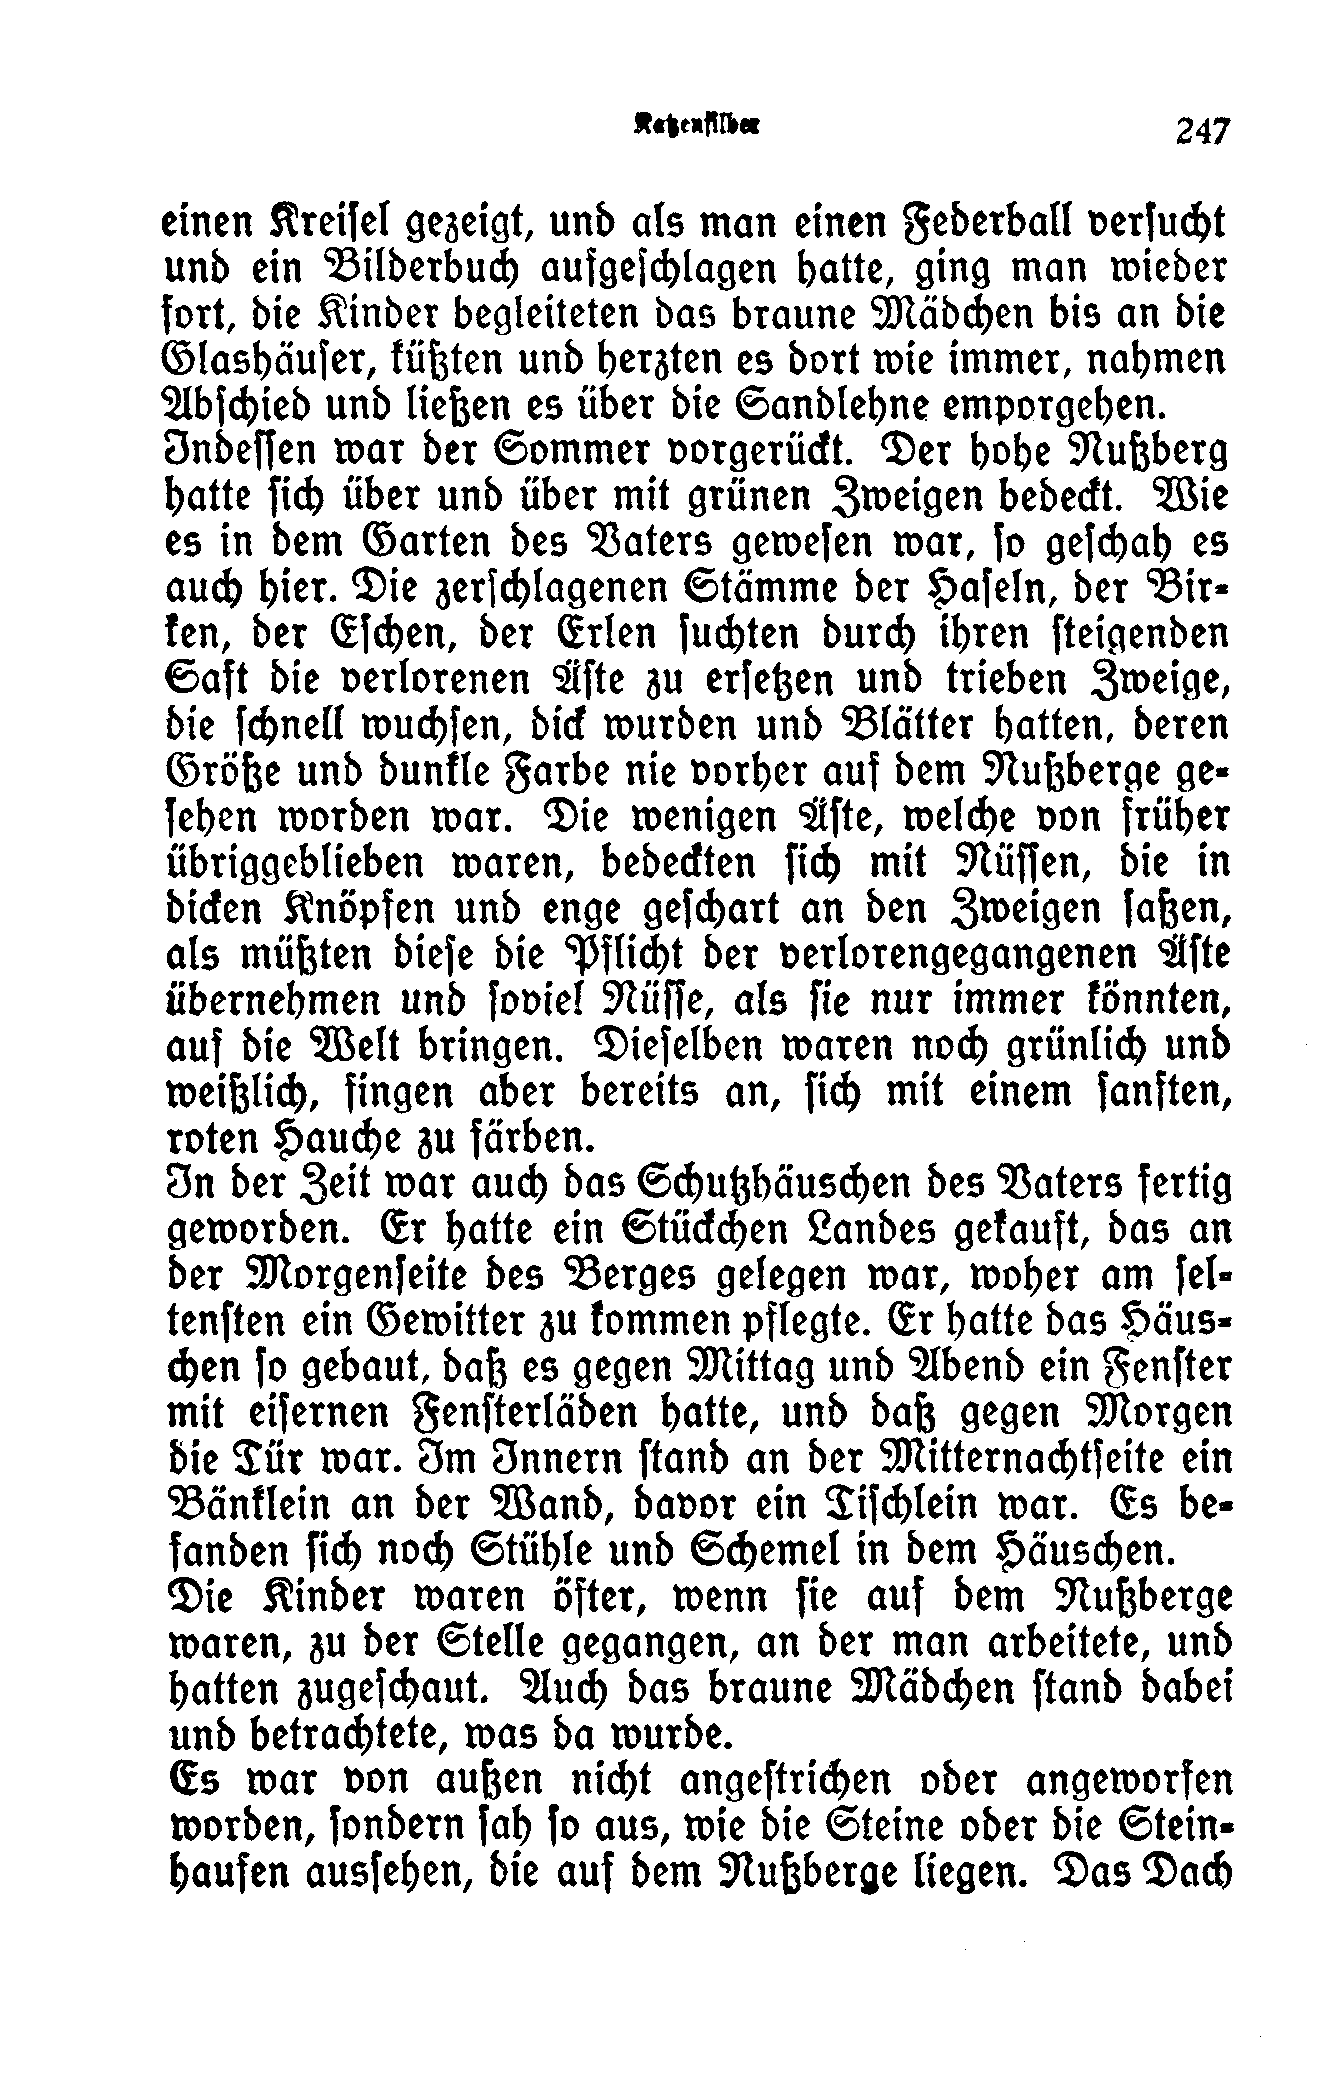 Katzensilber 247
einen Kreisel gezeigt, und als man einen Federball versucht
und ein Bilderbuch aufgeschlagen hatte, ging man wieder
fort, die Kinder begleiteten das braune Mädchen bis an die
Glashäuser, küßten und herzten es dort wie immer, nahmen
Abschied und ließen es über die Sandlehne emporgehen.
Indessen war der Sommer vorgerückt. Der hohe Nußberg
hatte sich über und über mit grünen Zweigen bedeckt. Wie
es in dem Garten des Vaters gewesen war, so geschah es
auch hier. Die zerschlagenen Stämme der Haseln, der Bir-
ken, der Eschen, der Erlen suchten durch ihren steigenden
Saft die verlorenen Äste zu ersetzen und trieben Zweige,
die schnell wuchsen, dick wurden und Blätter hatten, deren
Größe und dunkle Farbe nie vorher auf dem Nußberge ge-
sehen worden war. Die wenigen Äste, welche von früher
übriggeblieben waren, bedeckten sich mit Nüssen, die in
dicken Knöpfen und enge geschart an den Zweigen saßen,
als müßten diese die Pflicht der verlorengegangenen Äste
übernehmen und soviel Nüsse, als sie nur immer könnten,
auf die Welt bringen. Dieselben waren noch grünlich und
weißlich, fingen aber bereits an, sich mit einem sanften,
roten Hauche zu färben.
In der Zeit war auch das Schutzhäuschen des Vaters fertig
geworden. Er hatte ein Stückchen Landes gekauft, das an
der Morgenseite des Berges gelegen war, woher am sel-
tensten ein Gewitter zu kommen pflegte. Er hatte das Häus-
chen so gebaut, daß es gegen Mittag und Abend ein Fenster
mit eisernen Fensterläden hatte, und daß gegen Morgen
die Tür war. Im Innern stand an der Mitternachtseite ein
Bänklein an der Wand, davor ein Tischlein war. Es be-
fanden sich noch Stühle und Schemel in dem Häuschen.
Die Kinder waren öfter, wenn sie auf dem Nußberge
waren, zu der Stelle gegangen, an der man arbeitete, und
hatten zugeschaut. Auch das braune Mädchen stand dabei
und betrachtete, was da wurde.
Es war von außen nicht angestrichen oder angeworfen
worden, sondern sah so aus, wie die Steine oder die Stein-
haufen aussehen, die auf dem Nußberge liegen. Das Dach